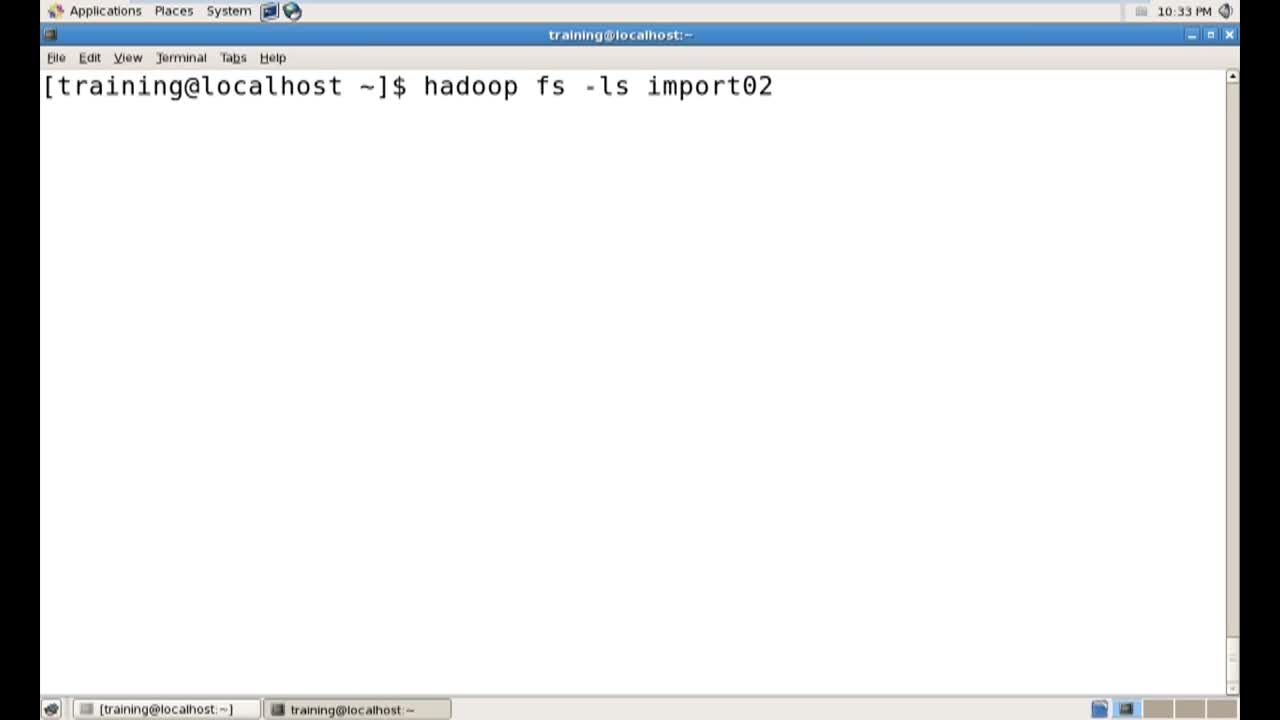 Applications Places System 10:33 PM
training@localhost:~
File Edit View Terminal Tabs Help
[training@localhost ~]$ hadoop fs -ls import02
[training@localhost:~] training@localhost:~